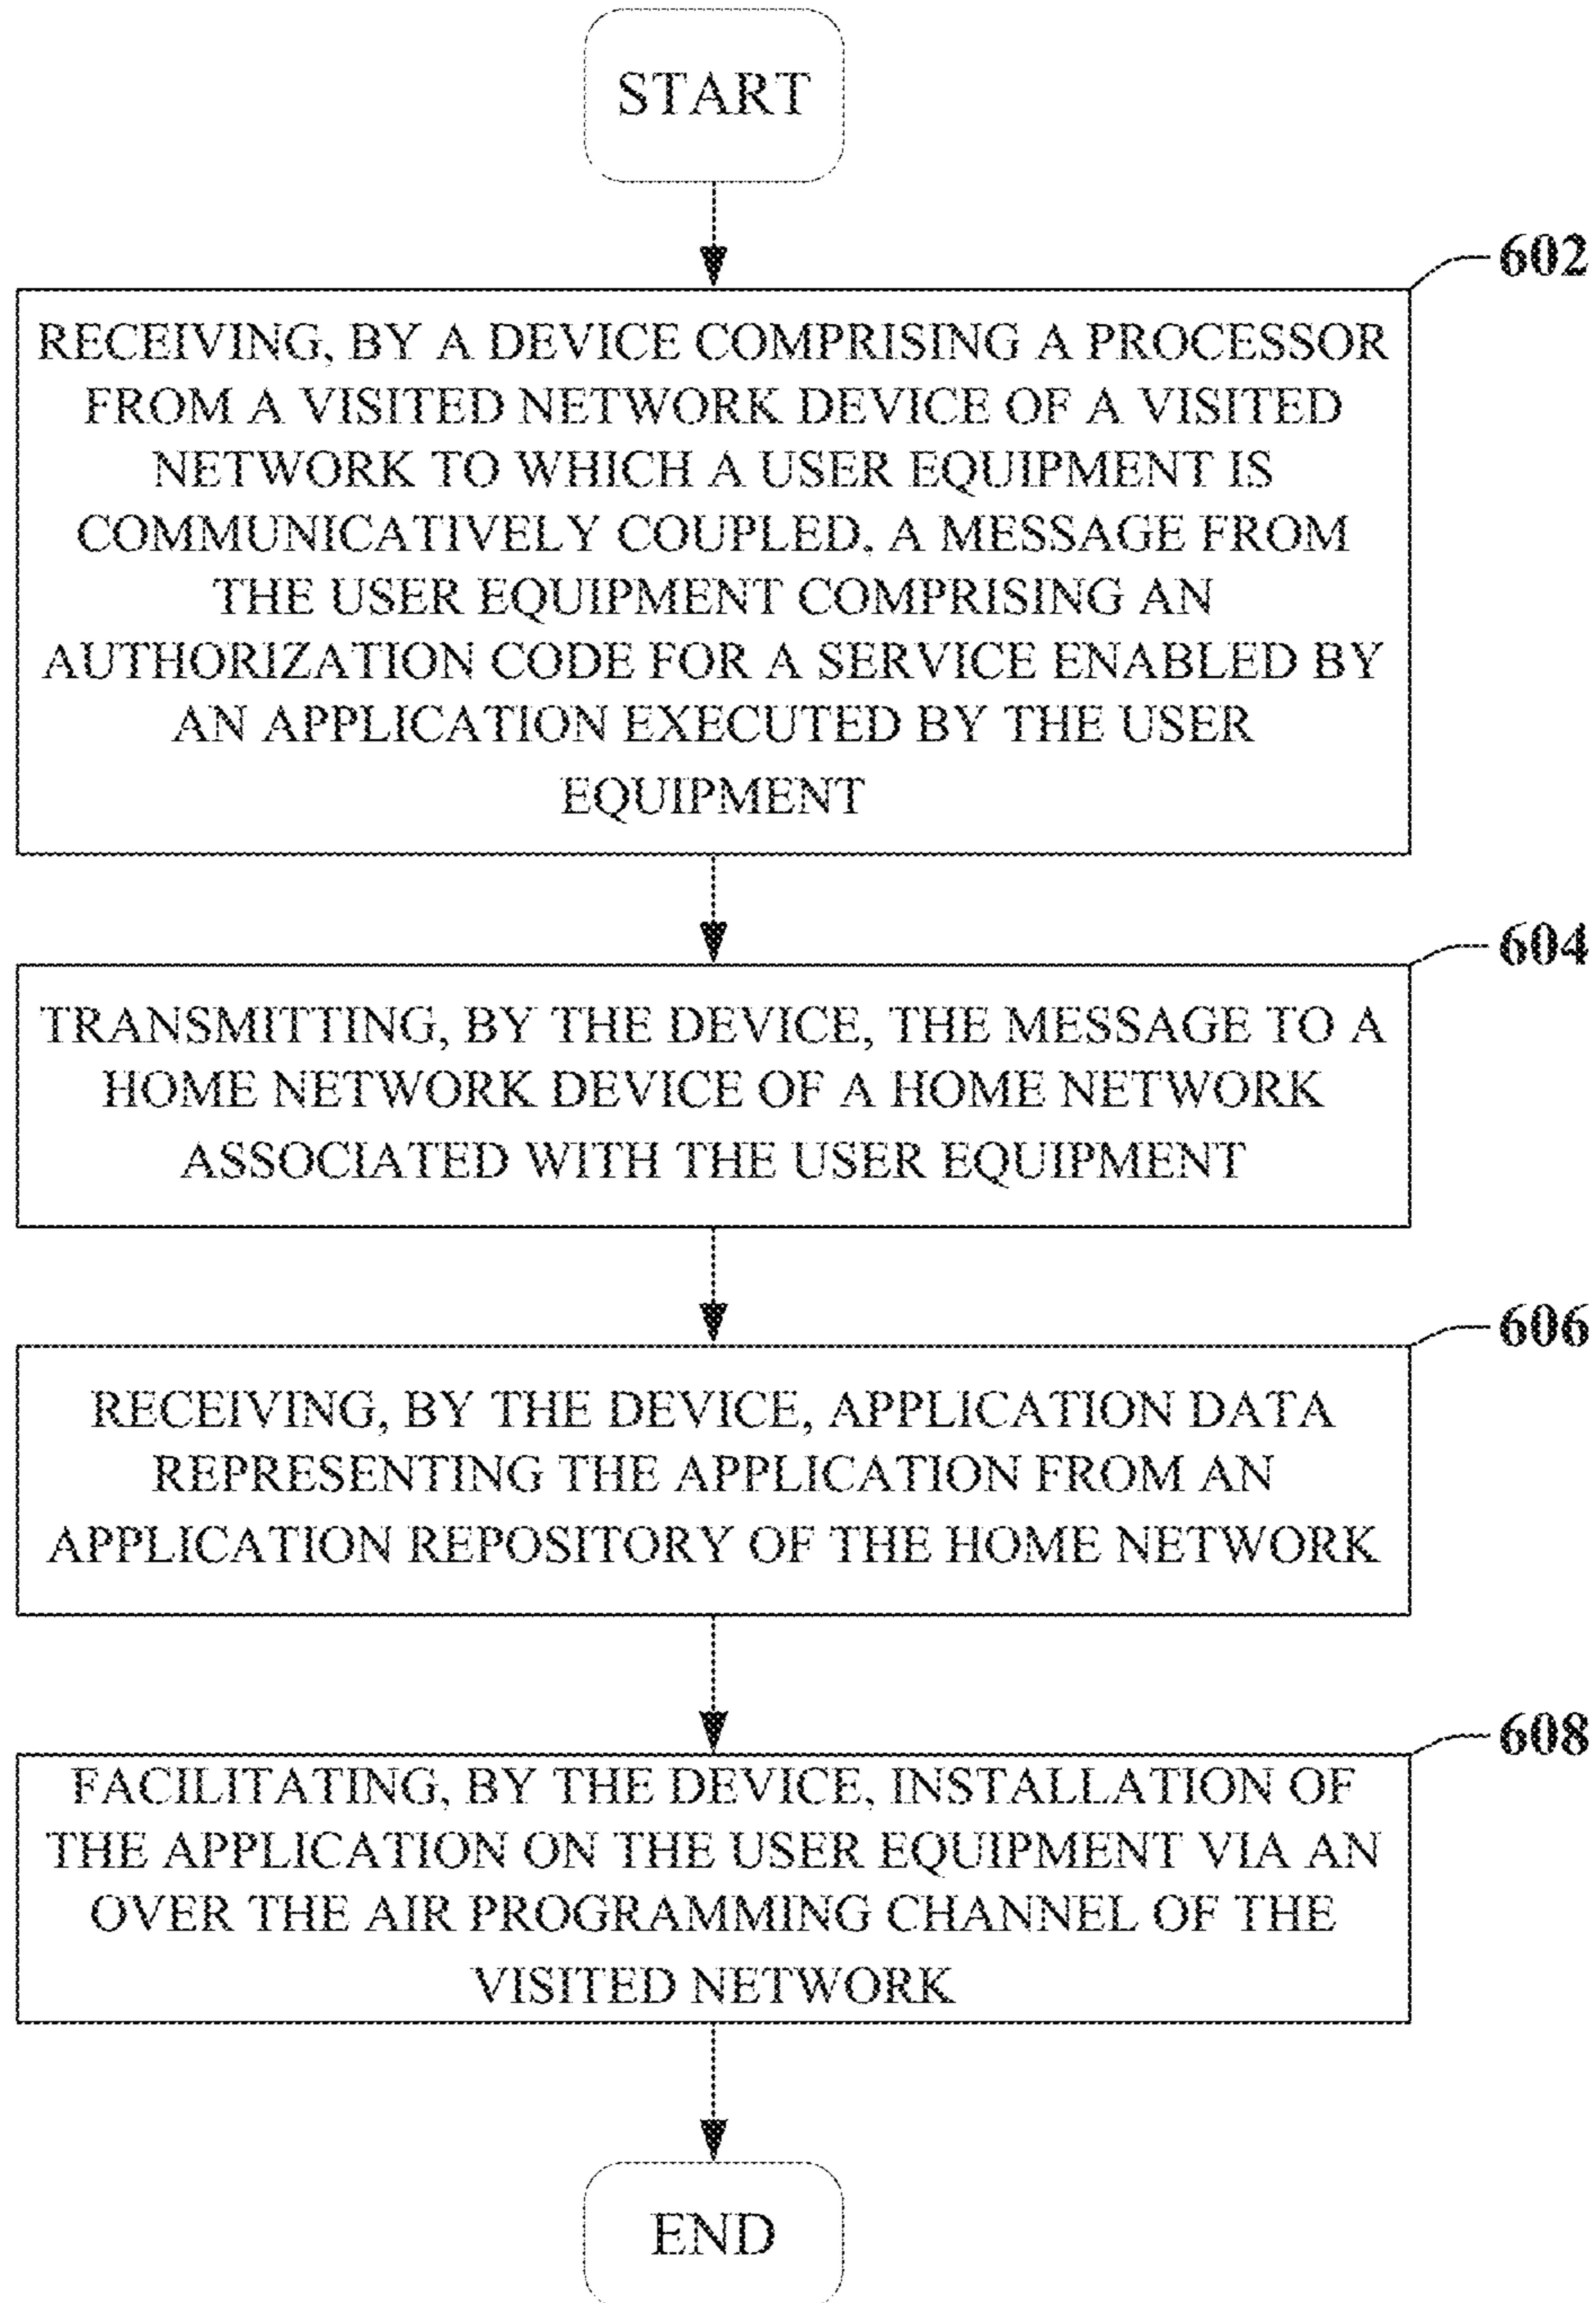 START
602
RECEIVING, BY A DEVICE COMPRISING A PROCESSOR
FROM A VISITED NETWORK DEVICE OF A VISITED
NETWORK TO WHICH A USER EQUIPMENT IS
COMMUNICATIVELY COUPLED, A MESSAGE FROM
THE USER EQUIPMENT COMPRISING AN
AUTHORIZATION CODE FOR A SERVICE ENABLED BY
AN APPLICATION EXECUTED BY THE USER
EQUIPMENT
604
TRANSMITTING, BY THE DEVICE, THE MESSAGE TO A
HOME NETWORK DEVICE OF A HOME NETWORK
ASSOCIATED WITH THE USER EQUIPMENT
606
RECEIVING, BY THE DEVICE, APPLICATION DATA
REPRESENTING THE APPLICATION FROM AN
APPLICATION REPOSITORY OF THE HOME NETWORK
608
FACILITATING, BY THE DEVICE, INSTALLATION OF
THE APPLICATION ON THE USER EQUIPMENT VIA AN
OVER THE AIR PROGRAMMING CHANNEL OF THE
VISITED NETWORK
END